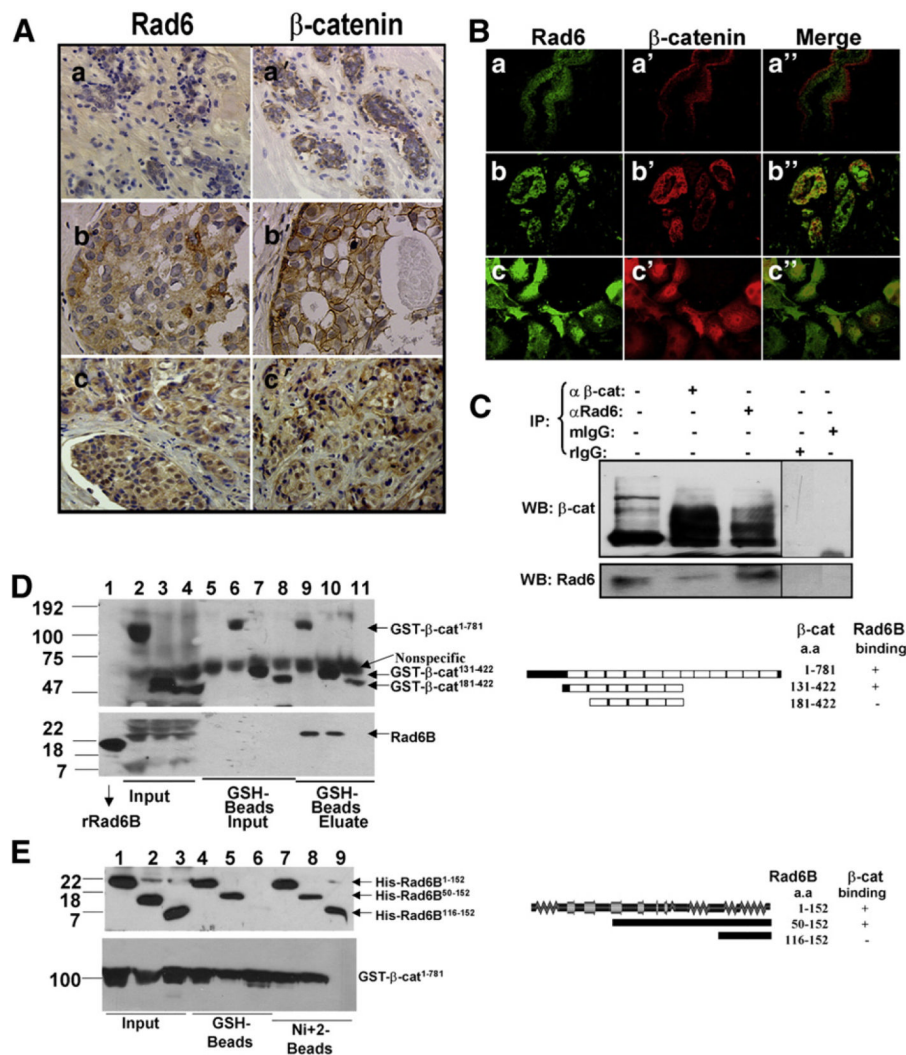 A
Rad6
β-catenin
a
a'
b
b'
c
c'
B
Rad6
β-catenin
Merge
a
a'
a''
b
b'
b''
c
c'
c''
C
IP:
α β-cat: - + - - -
αRad6: - - + - -
mIgG - - - - +
rIgG - - - + -
WB: β-cat
WB: Rad6
D
1 2 3 4 5 6 7 8 9 10 11
192
100
75
47
22
18
7
GST-β-cat1-781
Nonspecific
GST-β-cat131-422
GST-β-cat181-422
Rad6B
rRad6B
Input
GSH-
Beads
Input
GSH-
Beads
Eluate
β-cat Rad6B
a.a binding
1-781 +
131-422 +
181-422 -
E
1 2 3 4 5 6 7 8 9
22
18
7
100
His-Rad6B1-152
His-Rad6B50-152
His-Rad6B116-152
GST-β-cat1-781
Input
GSH-
Beads
Ni+2-
Beads
Rad6B β-cat
a.a binding
1-152 +
50-152 +
116-152 -